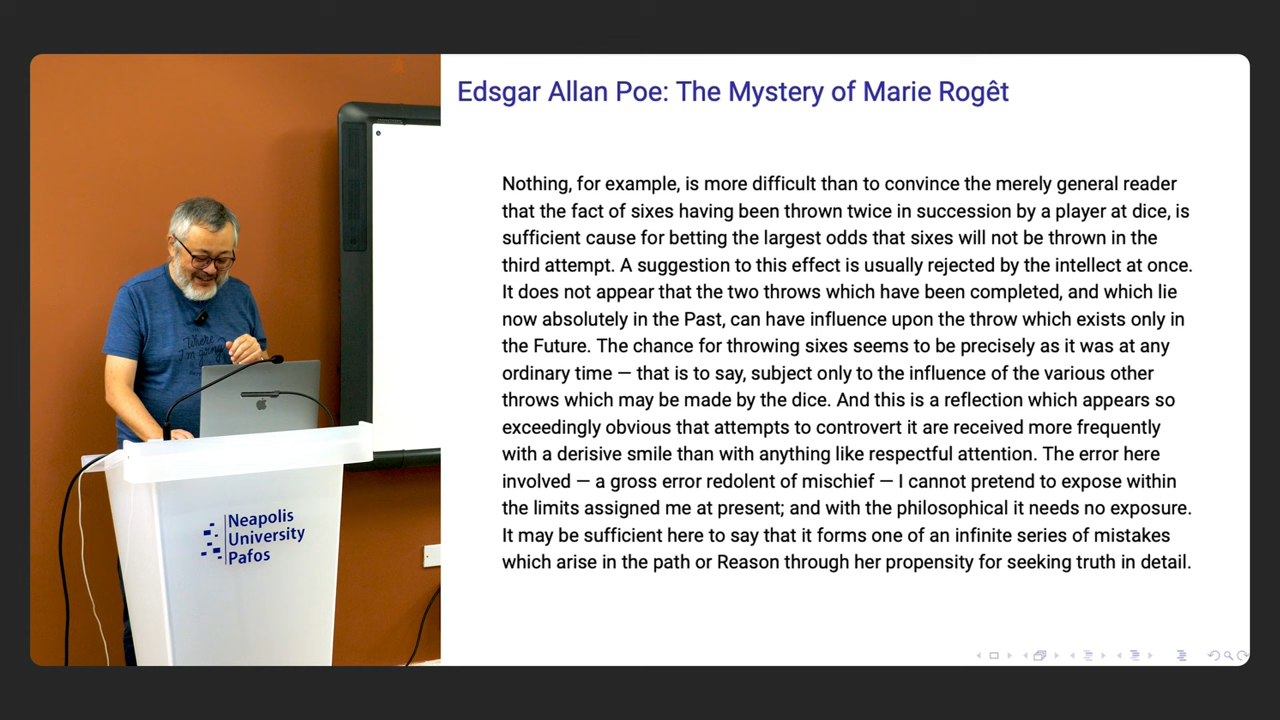 Edsgar Allan Poe: The Mystery of Marie Rogêt
Nothing, for example, is more difficult than to convince the merely general reader
that the fact of sixes having been thrown twice in succession by a player at dice, is
sufficient cause for betting the largest odds that sixes will not be thrown in the
third attempt. A suggestion to this effect is usually rejected by the intellect at once.
It does not appear that the two throws which have been completed, and which lie
now absolutely in the Past, can have influence upon the throw which exists only in
the Future. The chance for throwing sixes seems to be precisely as it was at any
ordinary time — that is to say, subject only to the influence of the various other
throws which may be made by the dice. And this is a reflection which appears so
exceedingly obvious that attempts to controvert it are received more frequently
with a derisive smile than with anything like respectful attention. The error here
involved — a gross error redolent of mischief — I cannot pretend to expose within
the limits assigned me at present; and with the philosophical it needs no exposure.
It may be sufficient here to say that it forms one of an infinite series of mistakes
which arise in the path or Reason through her propensity for seeking truth in detail.
Where
I'm going
Neapolis
University
Pafos